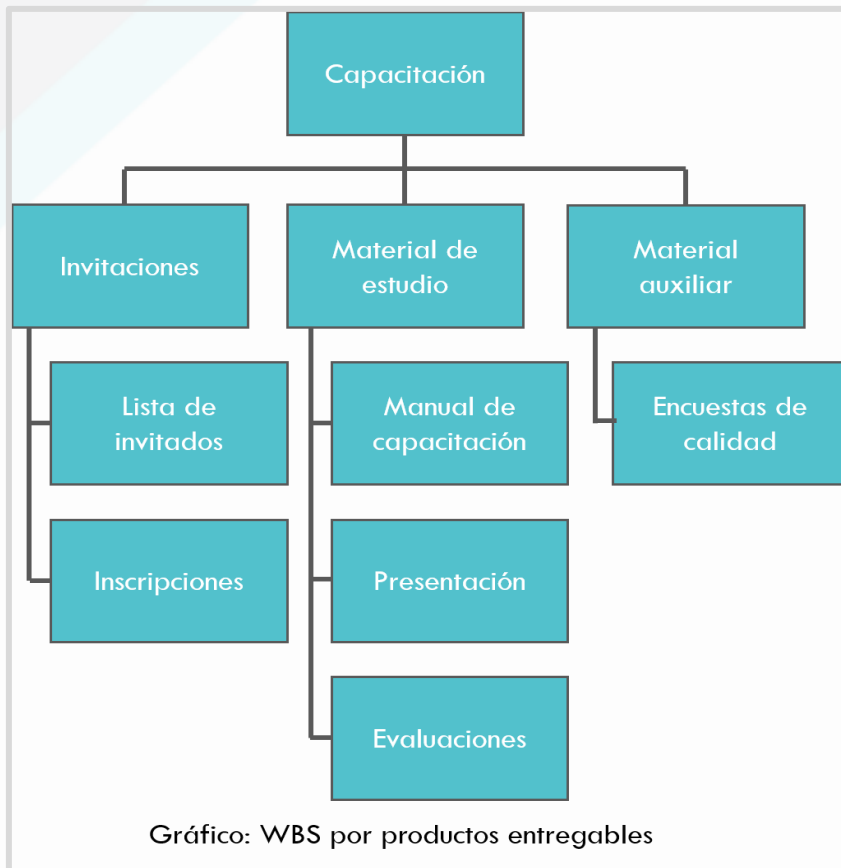 Capacitación
Invitaciones
Material de
estudio
Material
auxiliar
Lista de
invitados
Manual de
capacitación
Encuestas de
calidad
Inscripciones
Presentación
Evaluaciones
Gráfico: WBS por productos entregables